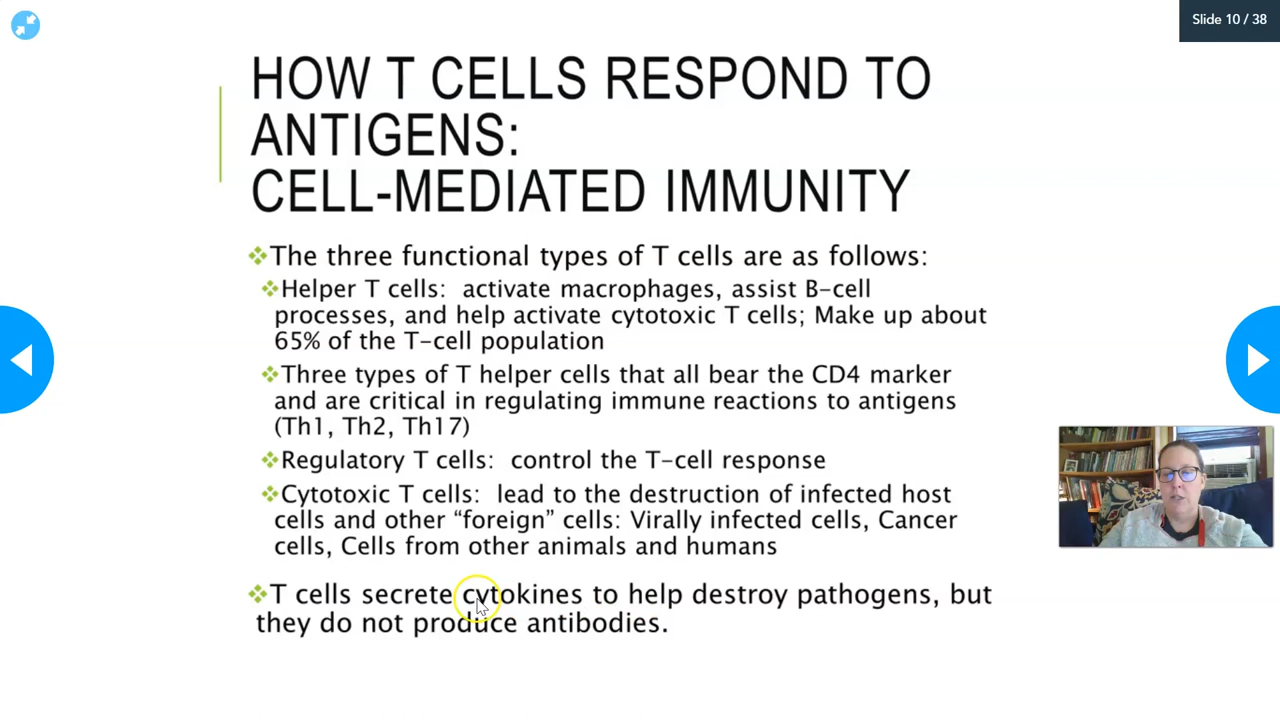 Slide 10 / 38
HOW T CELLS RESPOND TO
ANTIGENS:
CELL-MEDIATED IMMUNITY
The three functional types of T cells are as follows:
Helper T cells: activate macrophages, assist B-cell
processes, and help activate cytotoxic T cells; Make up about
65% of the T-cell population
Three types of T helper cells that all bear the CD4 marker
and are critical in regulating immune reactions to antigens
(Th1, Th2, Th17)
Regulatory T cells: control the T-cell response
Cytotoxic T cells: lead to the destruction of infected host
cells and other “foreign” cells: Virally infected cells, Cancer
cells, Cells from other animals and humans
T cells secrete cytokines to help destroy pathogens, but
they do not produce antibodies.